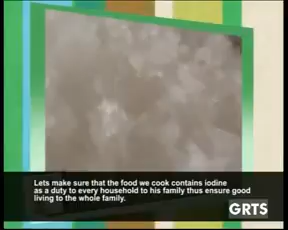 Lets make sure that the food we cook contains iodine
as a duty to every household to his family thus ensure good
living to the whole family.
GRTS